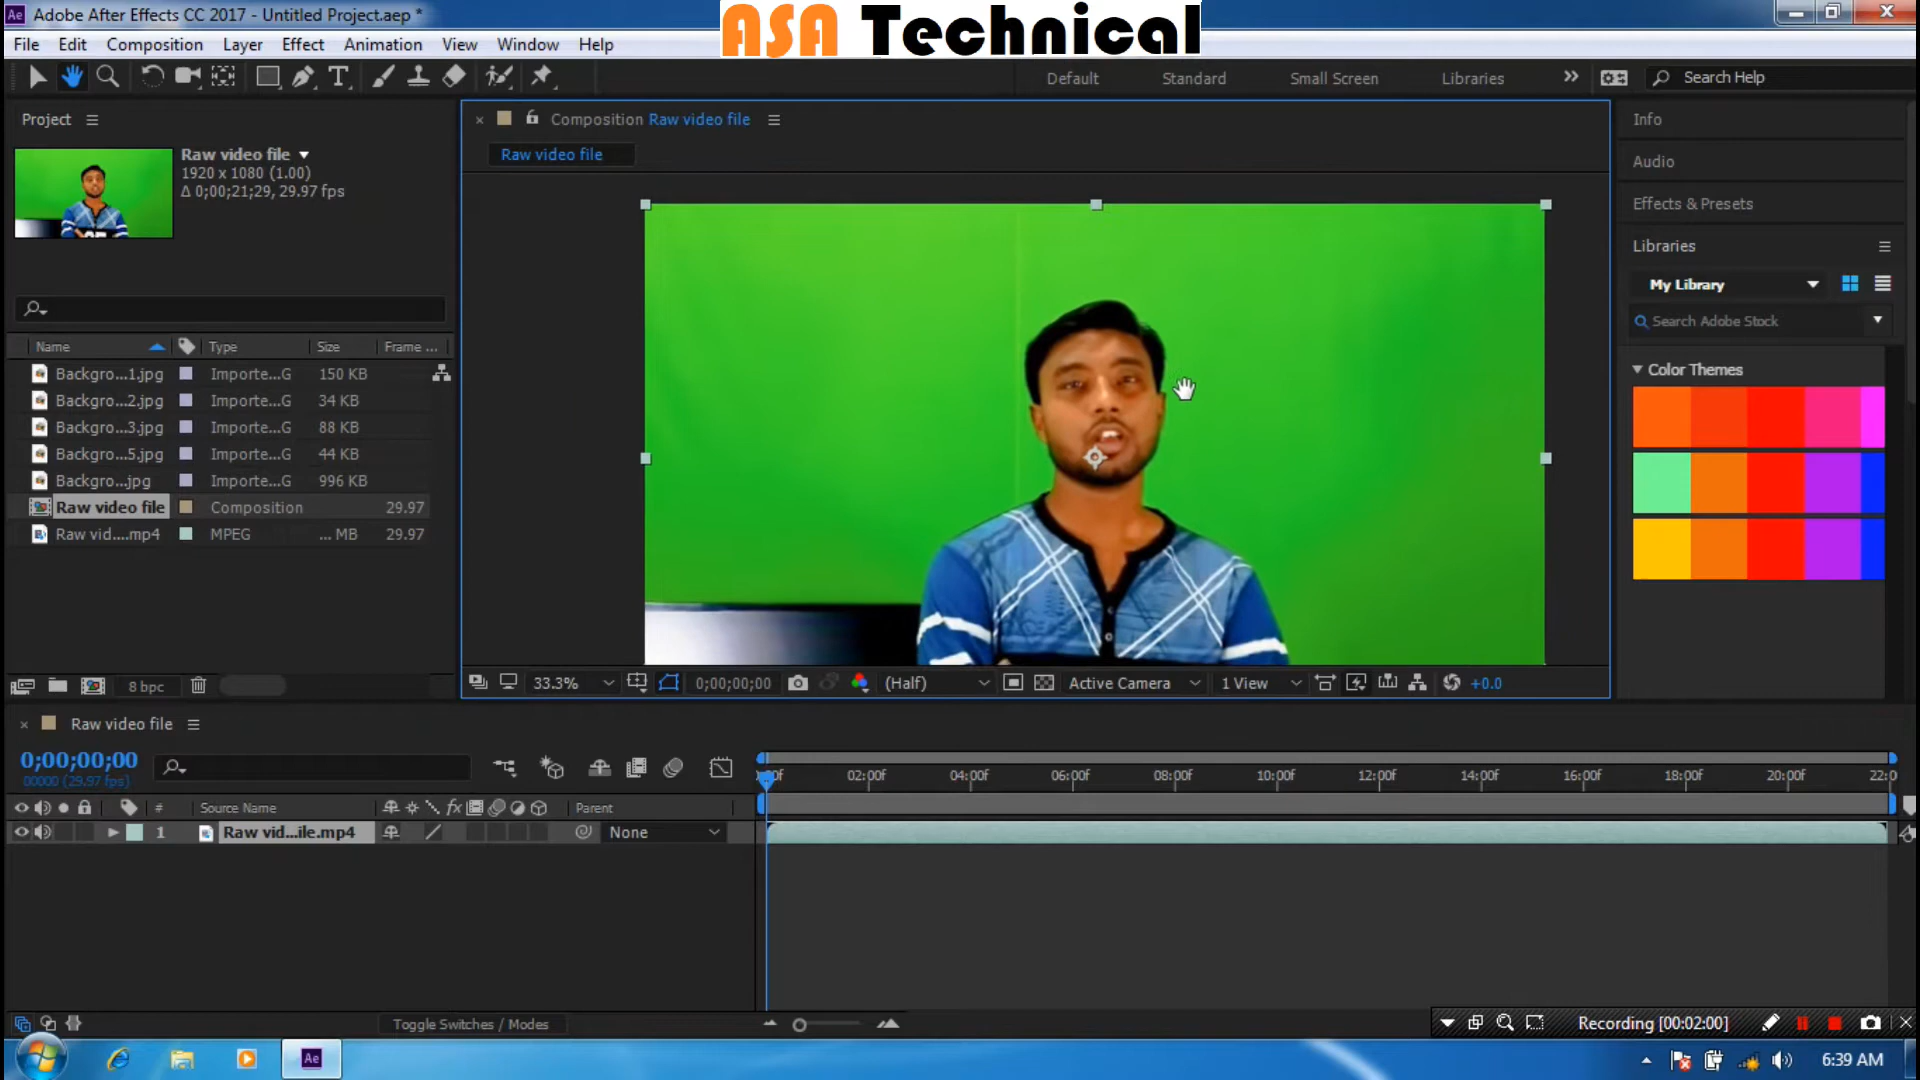 Adobe After Effects CC 2017 - Untitled Project.aep *
ASA Technical
File Edit Composition Layer Effect Animation View Window Help
Default Standard Small Screen Libraries Search Help
Project
Composition Raw video file
Info
Raw video file
1920 x 1080 (1.00)
Δ 0;00;21;29, 29.97 fps
Raw video file
Audio
Effects & Presets
Libraries
My Library
Search Adobe Stock
Name Type Size Frame ...
Backgro...1.jpg Importe...G 150 KB
Backgro...2.jpg Importe...G 34 KB
Backgro...3.jpg Importe...G 88 KB
Backgro...5.jpg Importe...G 44 KB
Backgro...jpg Importe...G 996 KB
Raw video file Composition 29.97
Raw vid....mp4 MPEG ... MB 29.97
Color Themes
8 bpc
33.3% 0;00;00;00 (Half) Active Camera 1 View +0.0
Raw video file
0;00;00;00
00000 (29.97 fps)
02:00f 04:00f 06:00f 08:00f 10:00f 12:00f 14:00f 16:00f 18:00f 20:00f 22:0
# Source Name fx Parent
1 Raw vid...ile.mp4 None
Toggle Switches / Modes
Recording [00:02:00]
Ae
6:39 AM